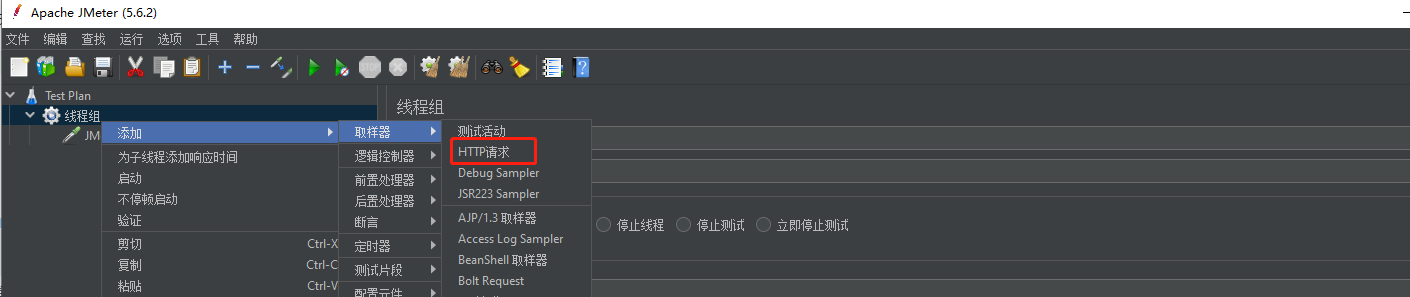 Apache JMeter (5.6.2)
文件 编辑 查找 运行 选项 工具 帮助
STOP
Test Plan
线程组
线程组
添加
为子线程添加响应时间
启动
不停顿启动
验证
剪切 Ctrl-X
复制 Ctrl-C
粘贴 Ctrl-V
取样器
逻辑控制器
前置处理器
后置处理器
断言
定时器
测试片段
配置元件
测试活动
HTTP请求
Debug Sampler
JSR223 Sampler
AJP/1.3 取样器
Access Log Sampler
BeanShell 取样器
Bolt Request
停止线程 停止测试 立即停止测试